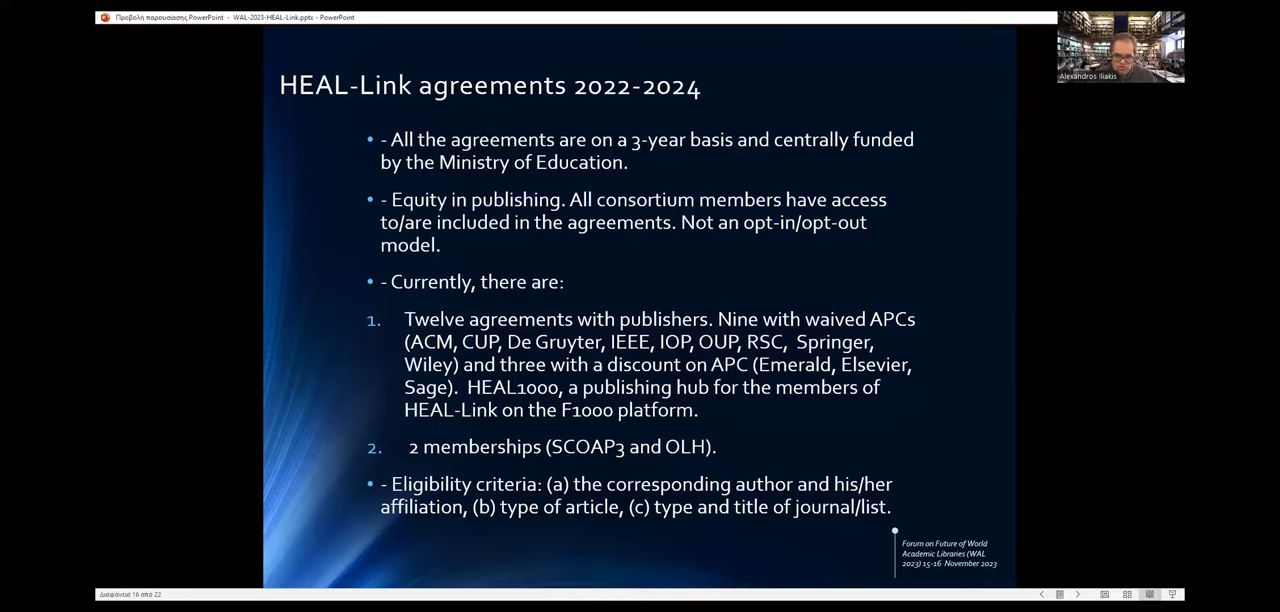 Προβολή παρουσίασης PowerPoint - WAL-2023-HEAL-Link.pptx - PowerPoint
Alexandros Iliakis
HEAL-Link agreements 2022-2024
• - All the agreements are on a 3-year basis and centrally funded
by the Ministry of Education.
• - Equity in publishing. All consortium members have access
to/are included in the agreements. Not an opt-in/opt-out
model.
• - Currently, there are:
1. Twelve agreements with publishers. Nine with waived APCs
(ACM, CUP, De Gruyter, IEEE, IOP, OUP, RSC, Springer,
Wiley) and three with a discount on APC (Emerald, Elsevier,
Sage). HEAL1000, a publishing hub for the members of
HEAL-Link on the F1000 platform.
2. 2 memberships (SCOAP3 and OLH).
• - Eligibility criteria: (a) the corresponding author and his/her
affiliation, (b) type of article, (c) type and title of journal/list.
Forum on Future of World
Academic Libraries (WAL
2023) 15-16 November 2023
Διαφάνεια 16 από 22